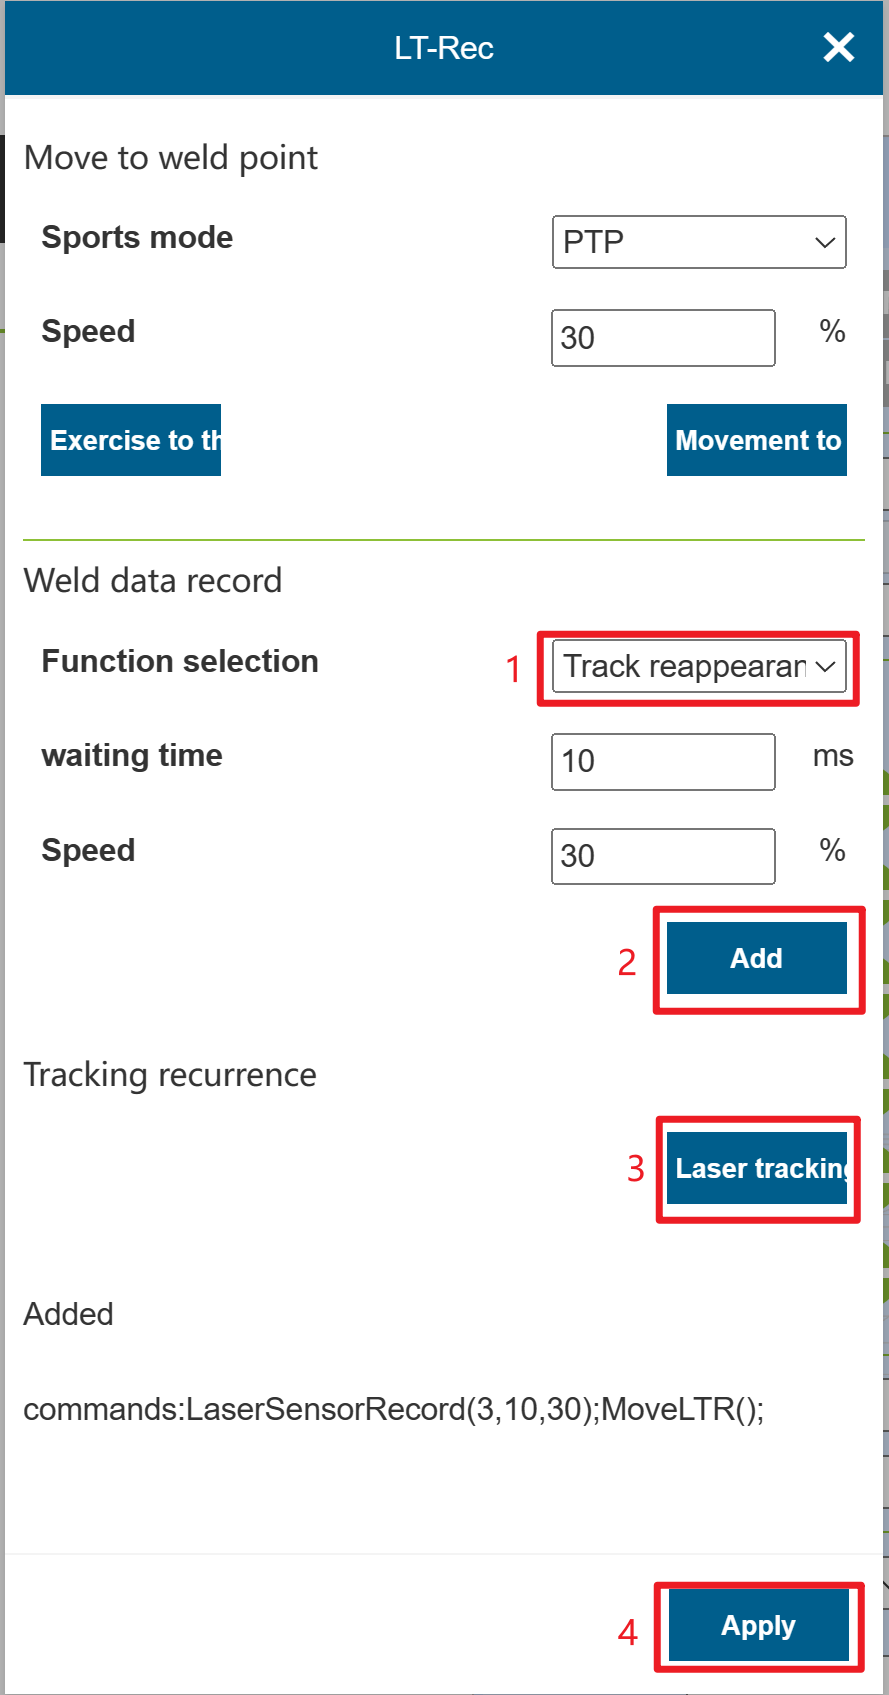 LT-Rec
Move to weld point
Sports mode
PTP
Speed
30
%
Exercise to th
Movement to
Weld data record
Function selection
1
Track reappearan
waiting time
10
ms
Speed
30
%
2
Add
Tracking recurrence
3
Laser tracking
Added
commands:LaserSensorRecord(3,10,30);MoveLTR();
4
Apply